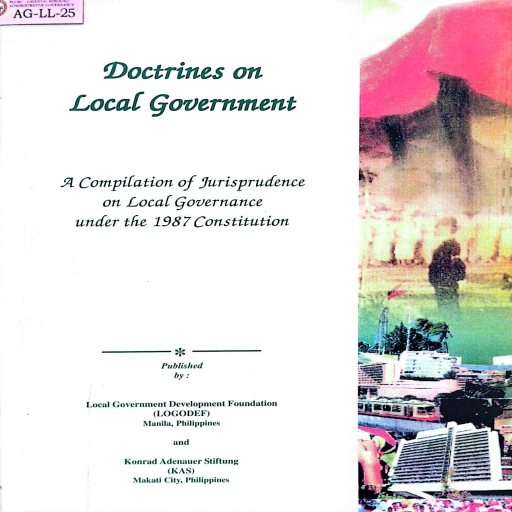 AG-LL-25
Doctrines on
Local Government
A Compilation of Jurisprudence
on Local Governance
under the 1987 Constitution
*
Published
by :
Local Government Development Foundation
(LOGODEF)
Manila, Philippines
and
Konrad Adenauer Stiftung
(KAS)
Makati City, Philippines